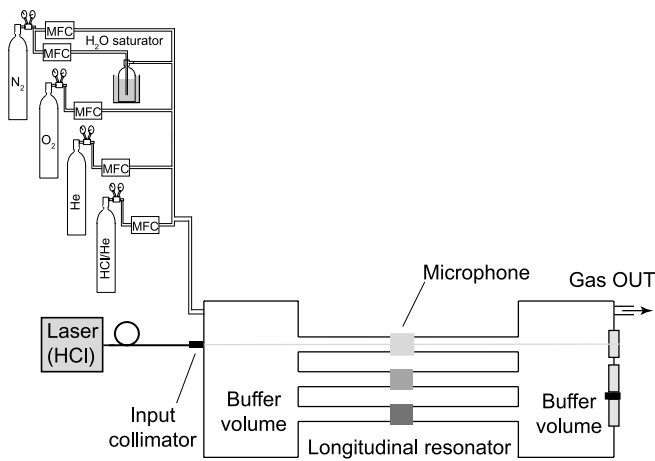 MFC
H₂O saturator
MFC
N₂
MFC
O₂
MFC
He
MFC
HCl/He
Microphone
Gas OUT
Laser
(HCl)
Input
collimator
Buffer
volume
Longitudinal resonator
Buffer
volume